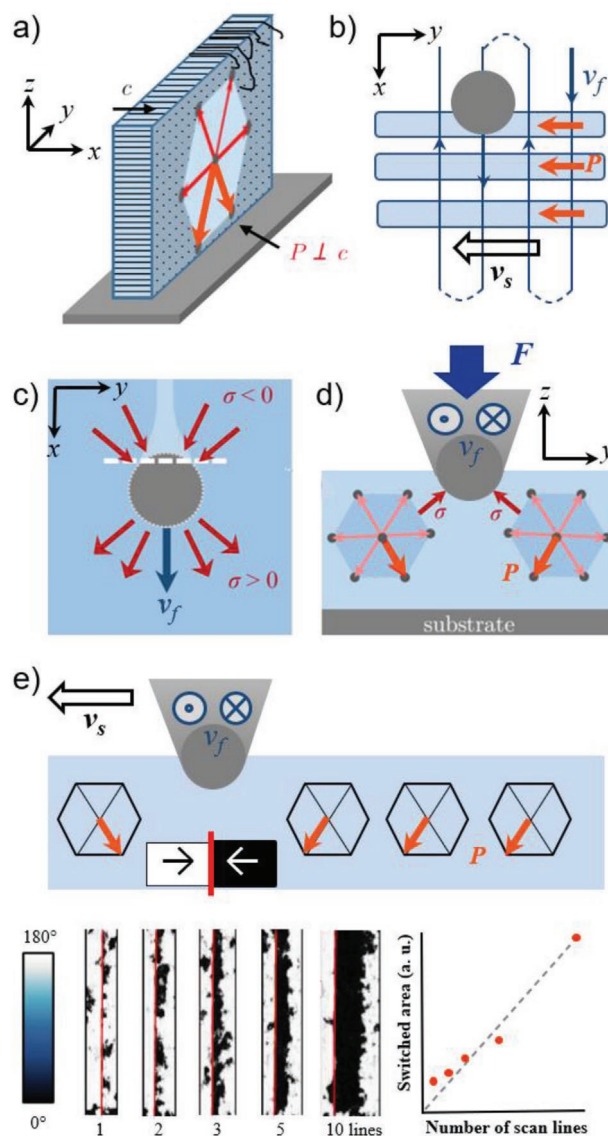 a)
c
z
y
x
P ⊥ c
b)
y
x
v_f
P
v_s
c)
y
x
σ < 0
σ > 0
v_f
d)
F
v_f
z
y
σ
σ
P
substrate
e)
v_s
v_f
P
180°
0°
1 2 3 5 10 lines
Switched area (a. u.)
Number of scan lines